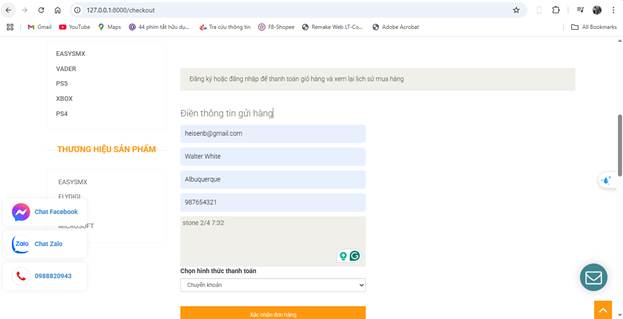 127.0.0.1:8000/checkout
Gmail
YouTube
Maps
44 phím tắt hữu dụ...
Tra cứu thông tin
F8-Shopee
Remake Web LT-Co...
Adobe Acrobat
All Bookmarks
EASYSMX
VADER
PS5
XBOX
PS4
THƯƠNG HIỆU SẢN PHẨM
EASYSMX
FLYDIGI
MICROSOFT
Chat Facebook
Zalo
Chat Zalo
0988820943
Đăng ký hoặc đăng nhập để thanh toán giỏ hàng và xem lại lịch sử mua hàng
Điền thông tin gửi hàng
heisenb@gmail.com
Walter White
Albuquerque
987654321
stone 2/4 7:32
Chọn hình thức thanh toán
Chuyển khoản
Xác nhận đơn hàng